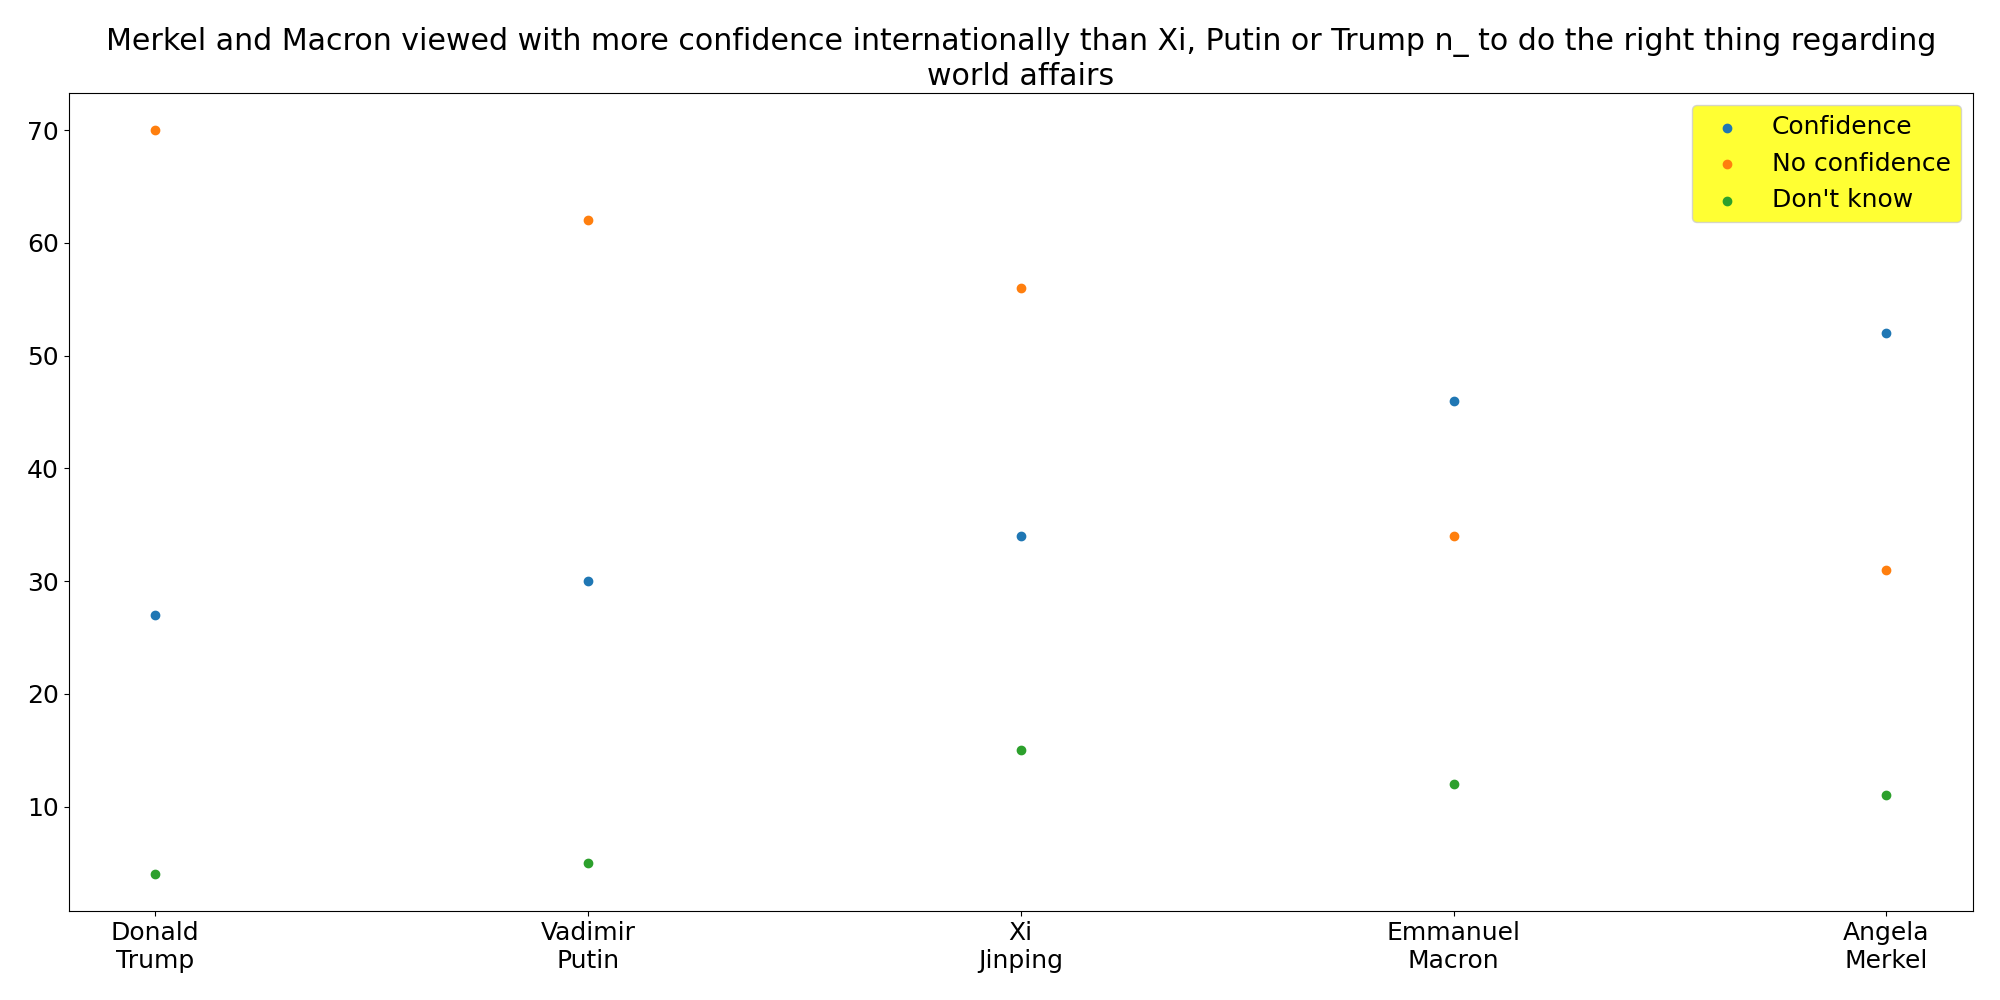 Merkel and Macron viewed with more confidence internationally than Xi, Putin or Trump n_ to do the right thing regarding
world affairs
Confidence
No confidence
Don't know
70
60
50
40
30
20
10
Donald
Trump
Vadimir
Putin
Xi
Jinping
Emmanuel
Macron
Angela
Merkel